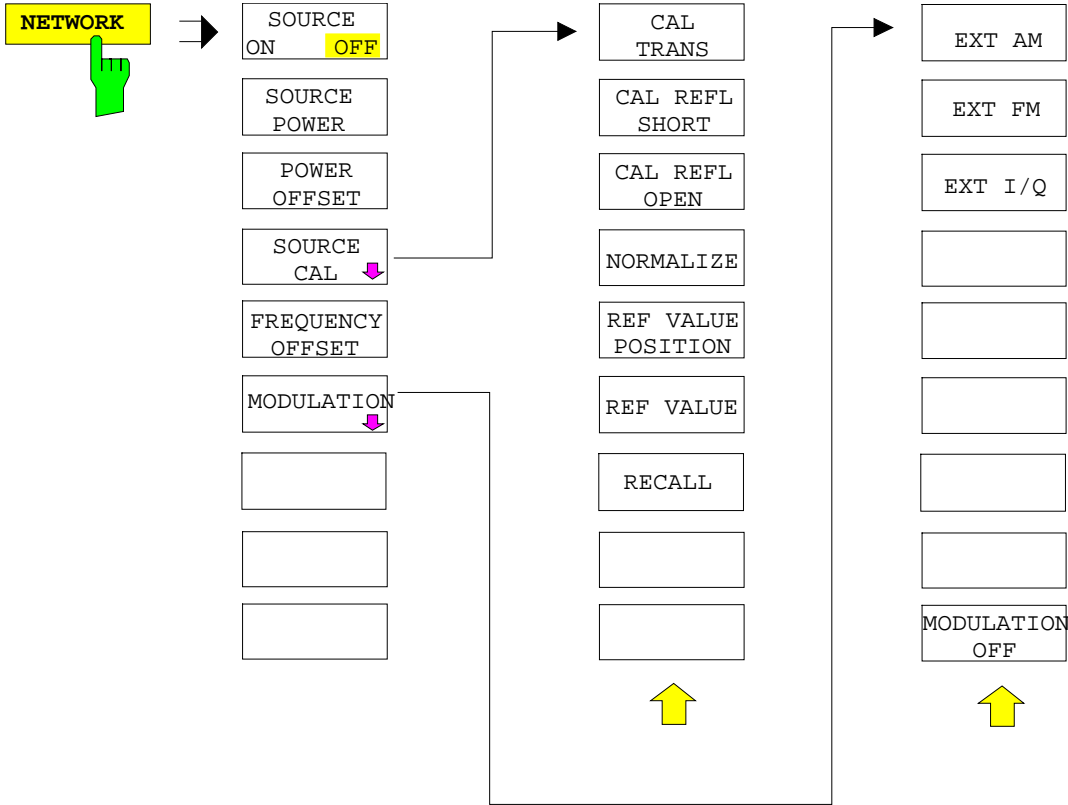 NETWORK
SOURCE
ON OFF
SOURCE
POWER
POWER
OFFSET
SOURCE
CAL
FREQUENCY
OFFSET
MODULATION
CAL
TRANS
CAL REFL
SHORT
CAL REFL
OPEN
NORMALIZE
REF VALUE
POSITION
REF VALUE
RECALL
EXT AM
EXT FM
EXT I/Q
MODULATION
OFF